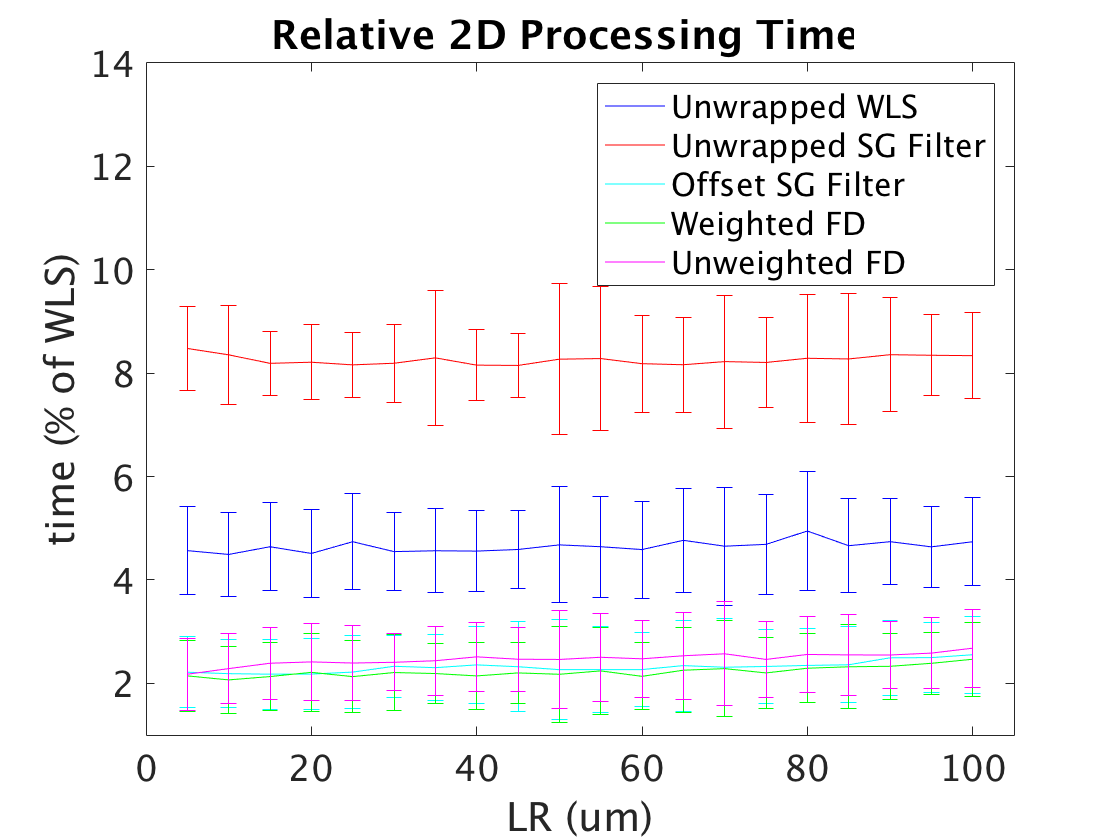 Relative 2D Processing Time
14
12
10
8
6
4
2
time (% of WLS)
Unwrapped WLS
Unwrapped SG Filter
Offset SG Filter
Weighted FD
Unweighted FD
0 20 40 60 80 100
LR (um)